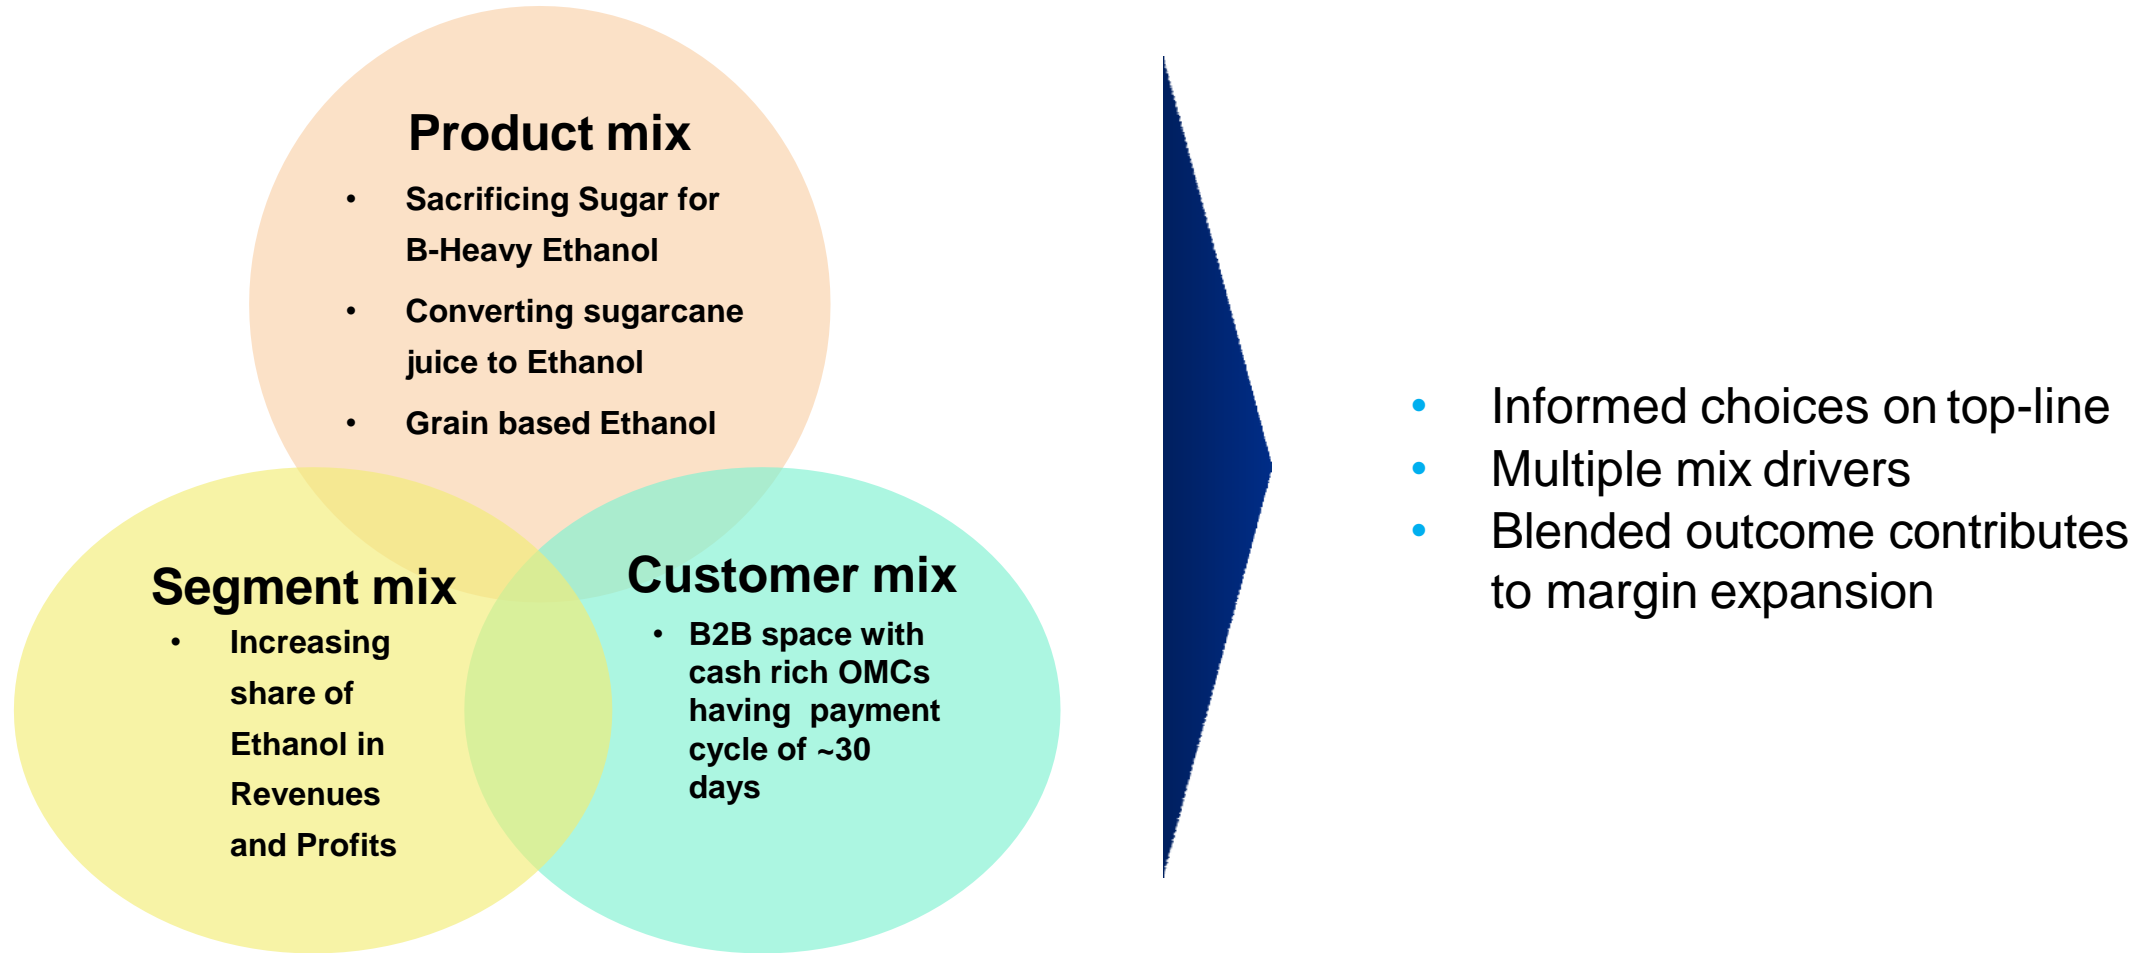 Product mix
• Sacrificing Sugar for
B-Heavy Ethanol
• Converting sugarcane
juice to Ethanol
• Grain based Ethanol
Segment mix
• Increasing
share of
Ethanol in
Revenues
and Profits
Customer mix
• B2B space with
cash rich OMCs
having payment
cycle of ~30
days
• Informed choices on top-line
• Multiple mix drivers
• Blended outcome contributes
to margin expansion